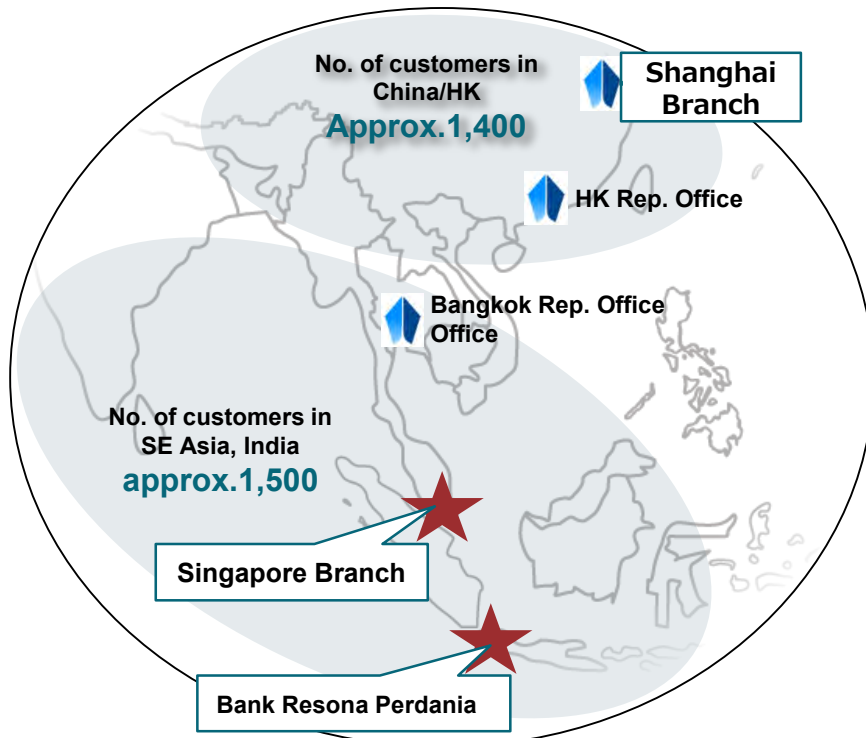 No. of customers in
China/HK
Approx.1,400
Shanghai
Branch
HK Rep. Office
Bangkok Rep. Office
Office
No. of customers in
SE Asia, India
approx.1,500
Singapore Branch
Bank Resona Perdania